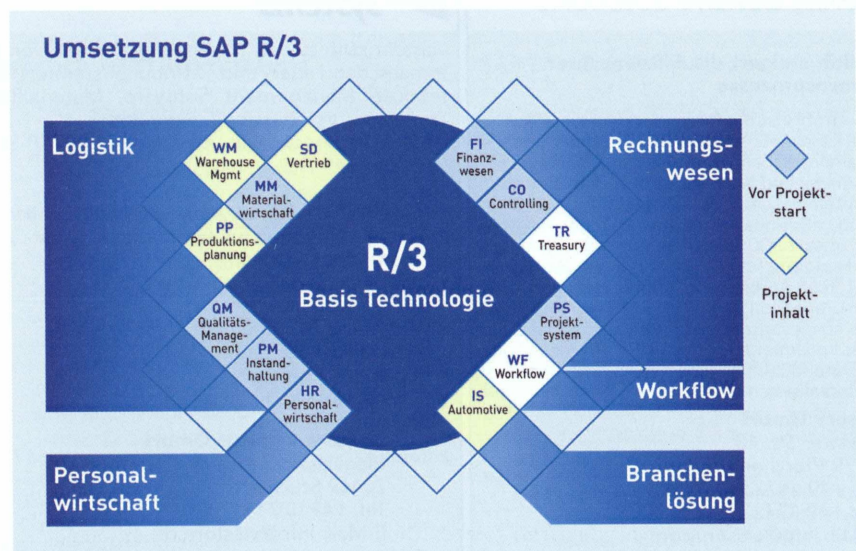 Umsetzung SAP R/3
Logistik
WM
Warehouse
Mgmt
SD
Vertrieb
MM
Material-
wirtschaft
PP
Produktions-
planung
QM
Qualitäts-
Manage-
ment
PM
Instand-
haltung
HR
Personal-
wirtschaft
R/3
Basis Technologie
FI
Finanz-
wesen
CO
Controlling
TR
Treasury
PS
Projekt-
system
WF
Workflow
IS
Automotive
Rechnungs-
wesen
Workflow
Personal-
wirtschaft
Branchen-
lösung
Vor Projekt-
start
Projekt-
inhalt